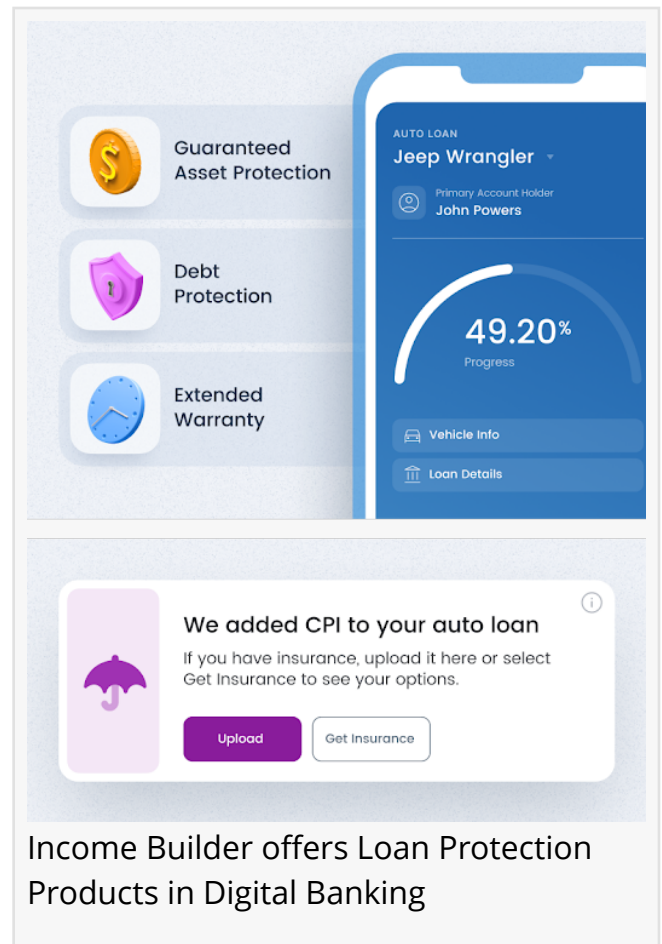 Guaranteed
Asset Protection
Debt
Protection
Extended
Warranty
AUTO LOAN
Jeep Wrangler
Primary Account Holder
John Powers
49.20%
Progress
Vehicle Info
Loan Details
We added CPI to your auto loan
If you have insurance, upload it here or select
Get Insurance to see your options.
Upload
Get Insurance
Income Builder offers Loan Protection
Products in Digital Banking